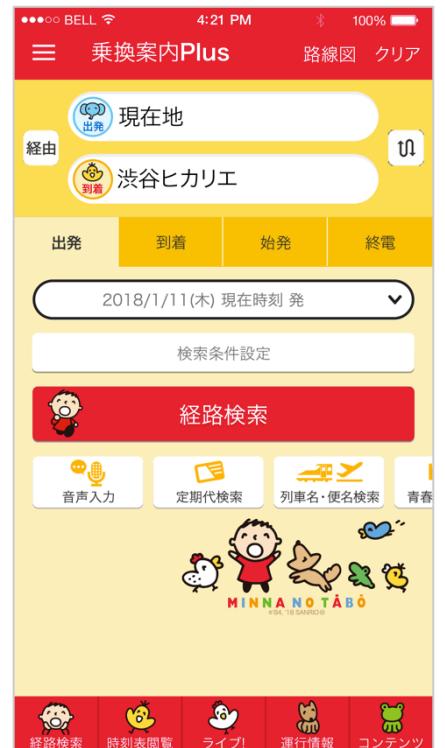 BELL 4:21 PM 100%
乗換案内Plus 路線図 クリア
出発 現在地
経由
到着 渋谷ヒカリエ
出発 到着 始発 終電
2018/1/11(木) 現在時刻 発
検索条件設定
経路検索
音声入力 定期代検索 列車名・便名検索 青春
MINNA NO TÁBÒ
経路検索 時刻表閲覧 ライブ! 運行情報 コンテンツ